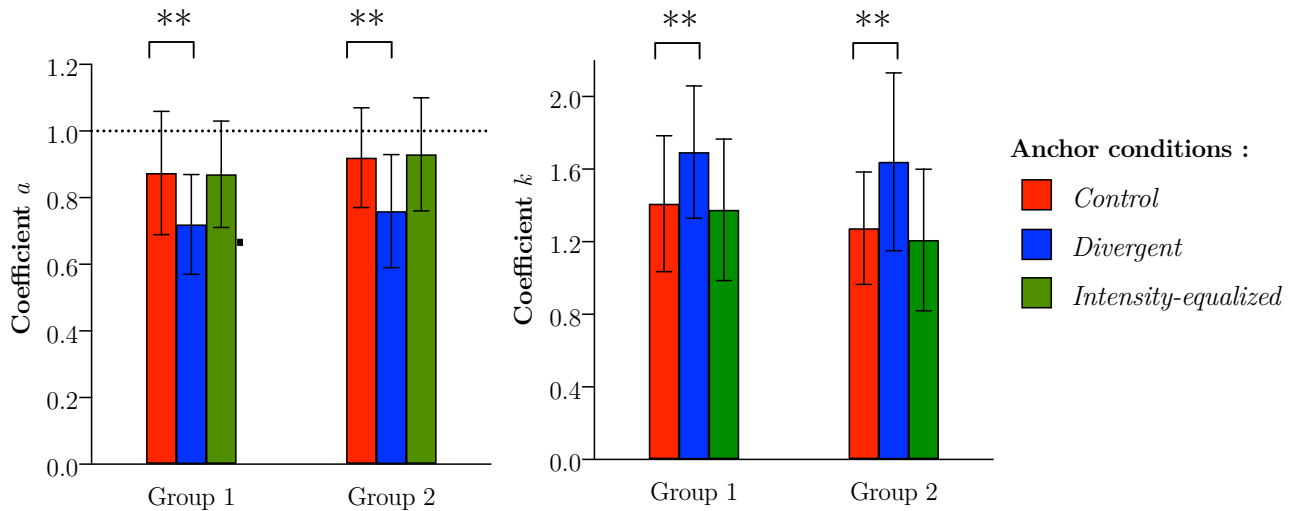 ** **
1.2
1.0
0.8
0.6
0.4
0.2
0.0
Coefficient a
Group 1 Group 2
** **
2.0
1.6
1.2
0.8
0.4
0.0
Coefficient k
Group 1 Group 2
Anchor conditions :
Control
Divergent
Intensity-equalized